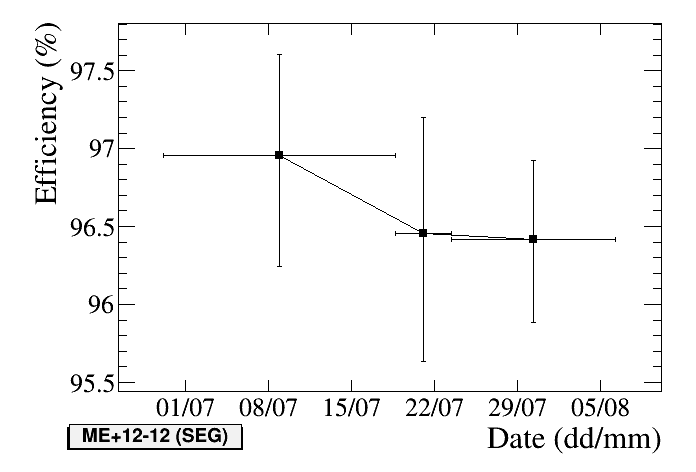 Efficiency (%)
97.5
97
96.5
96
95.5
01/07 08/07 15/07 22/07 29/07 05/08
ME+12-12 (SEG)
Date (dd/mm)